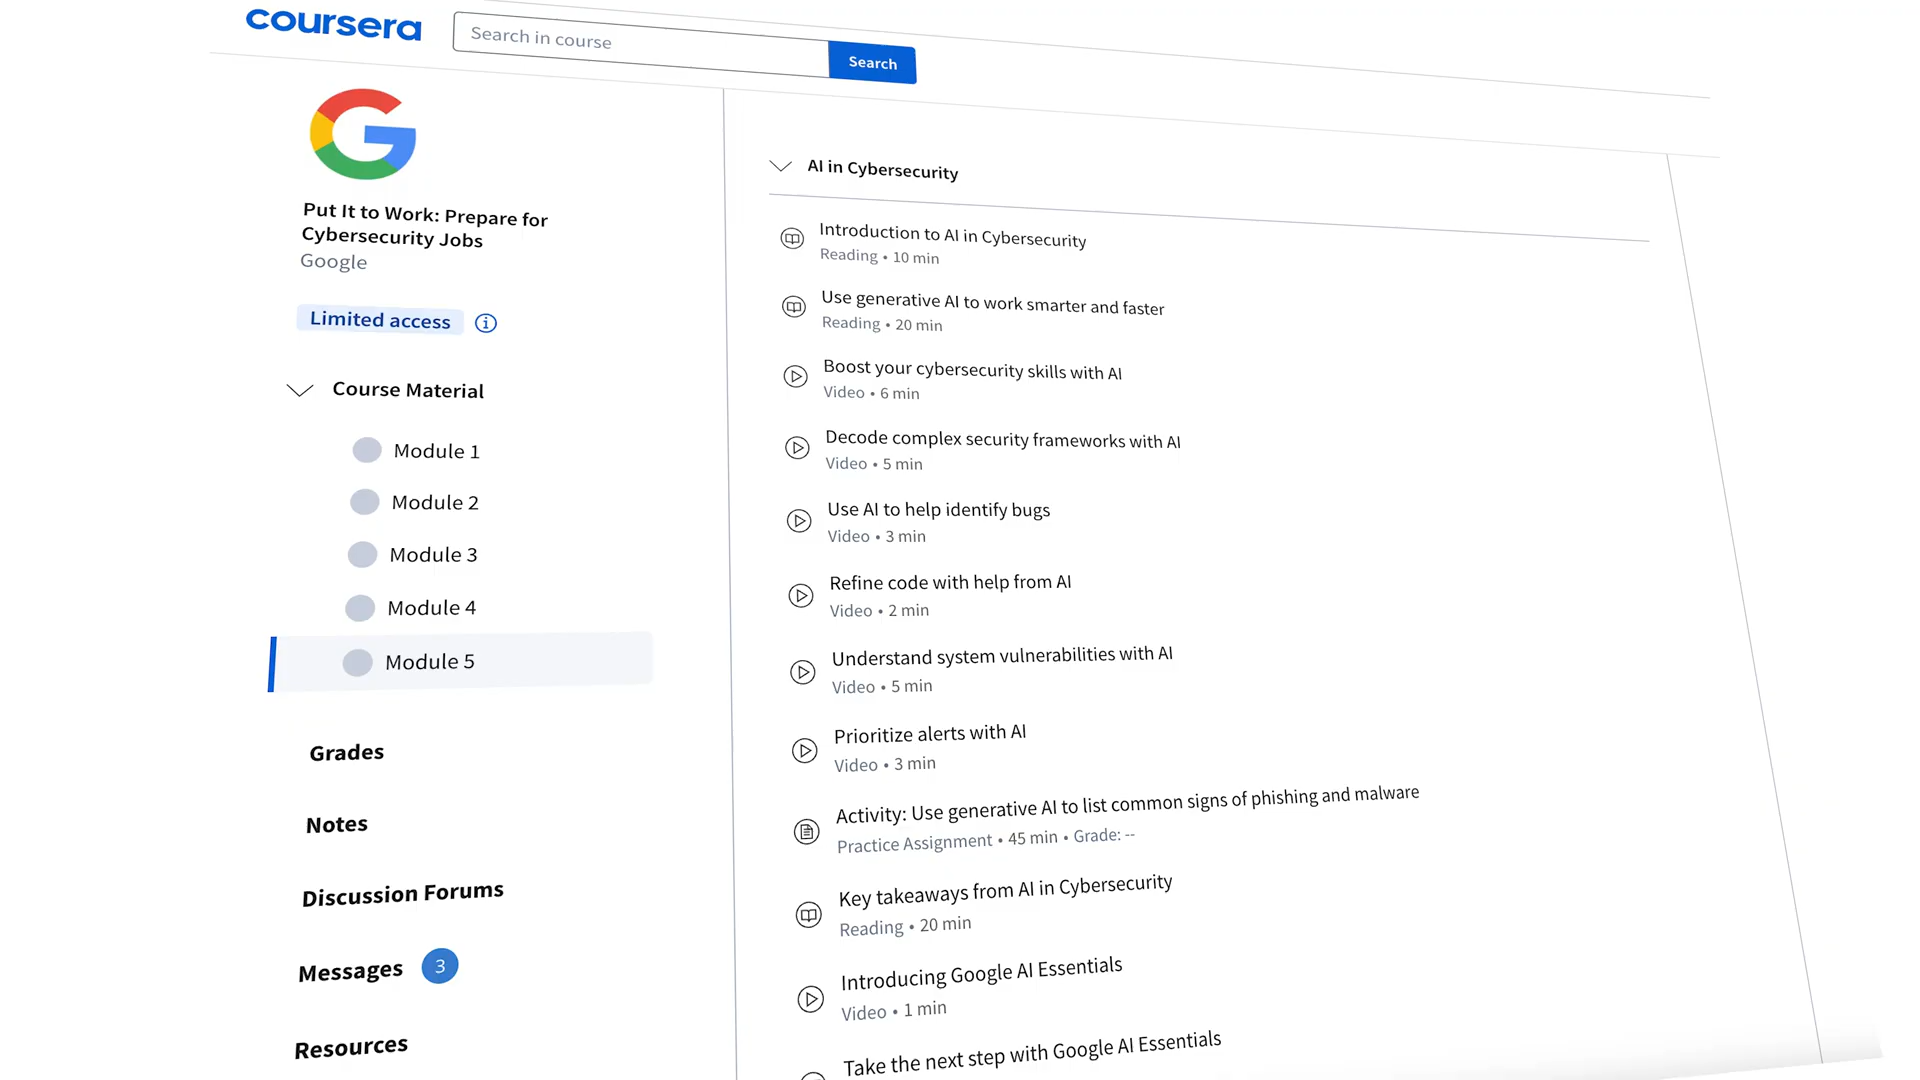 coursera
Search in course
Search
Put It to Work: Prepare for
Cybersecurity Jobs
Google
Limited access
Course Material
Module 1
Module 2
Module 3
Module 4
Module 5
Grades
Notes
Discussion Forums
Messages 3
Resources
AI in Cybersecurity
Introduction to AI in Cybersecurity
Reading • 10 min
Use generative AI to work smarter and faster
Reading • 20 min
Boost your cybersecurity skills with AI
Video • 6 min
Decode complex security frameworks with AI
Video • 5 min
Use AI to help identify bugs
Video • 3 min
Refine code with help from AI
Video • 2 min
Understand system vulnerabilities with AI
Video • 5 min
Prioritize alerts with AI
Video • 3 min
Activity: Use generative AI to list common signs of phishing and malware
Practice Assignment • 45 min • Grade: --
Key takeaways from AI in Cybersecurity
Reading • 20 min
Introducing Google AI Essentials
Video • 1 min
Take the next step with Google AI Essentials